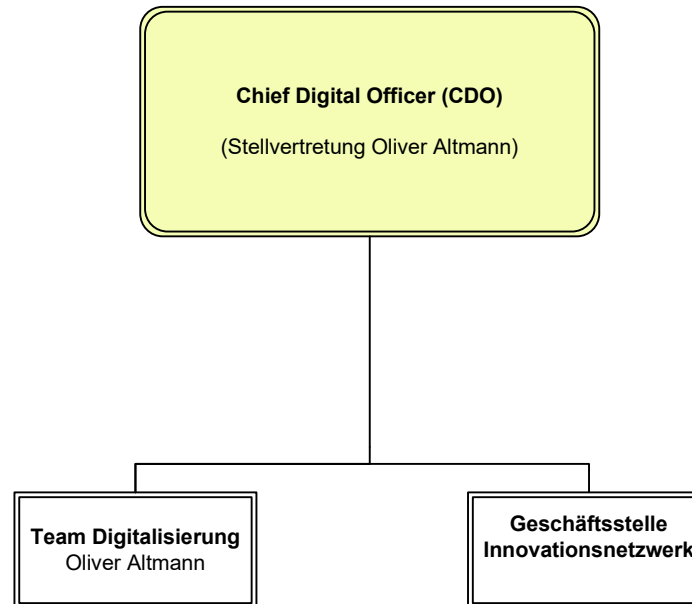 Chief Digital Officer (CDO)
(Stellvertretung Oliver Altmann)
Team Digitalisierung
Oliver Altmann
Geschäftsstelle
Innovationsnetzwerk